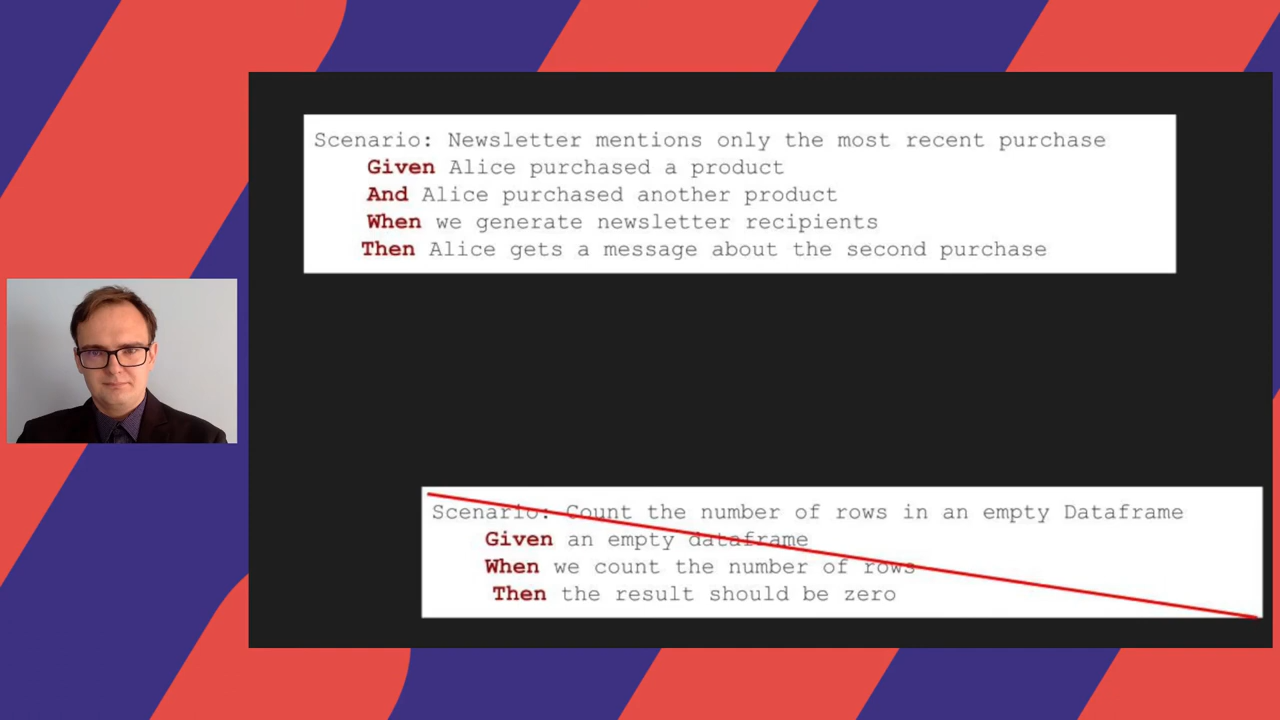 Scenario: Newsletter mentions only the most recent purchase
Given Alice purchased a product
And Alice purchased another product
When we generate newsletter recipients
Then Alice gets a message about the second purchase
Scenario: Count the number of rows in an empty Dataframe
Given an empty dataframe
When we count the number of rows
Then the result should be zero